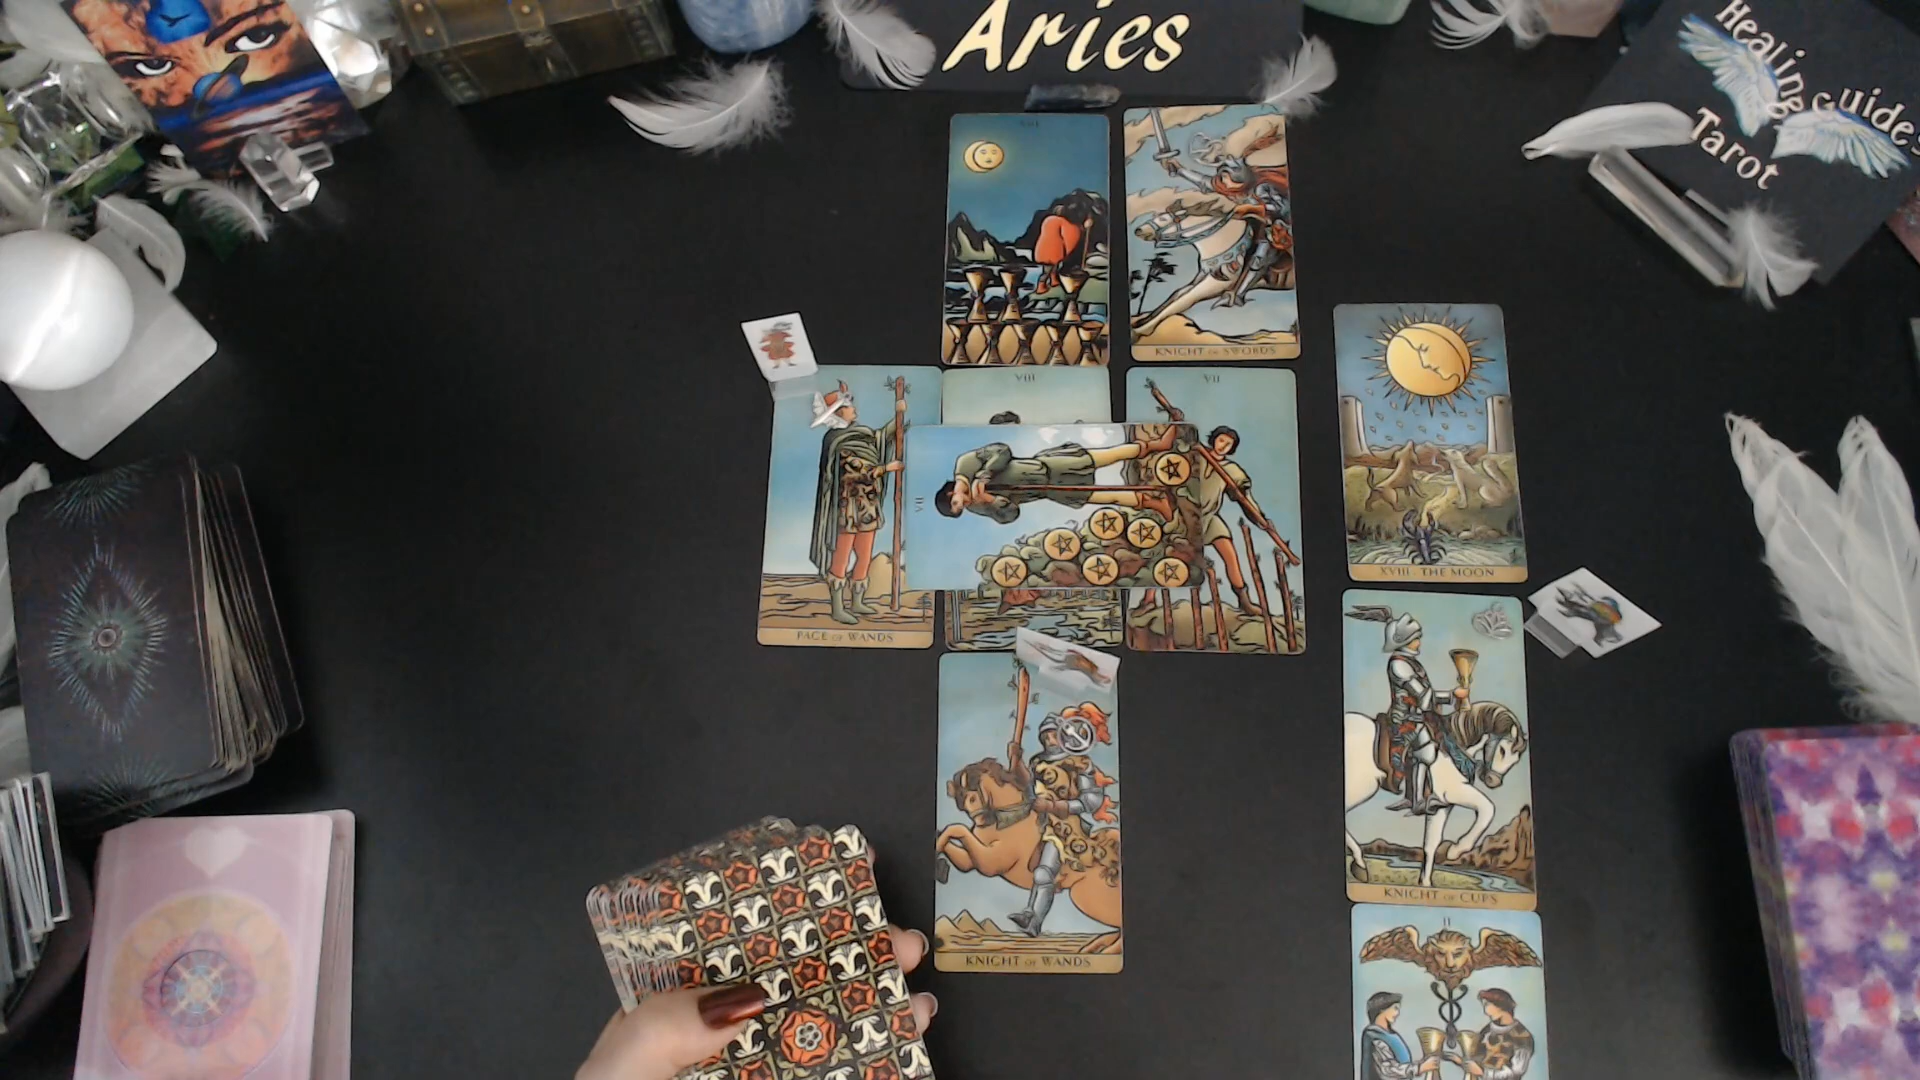 Aries
Healing guides
Tarot
KNIGHT OF SWORDS
VIII
VII
VII
XVIII - THE MOON
PAGE OF WANDS
KNIGHT OF CUPS
II
KNIGHT OF WANDS